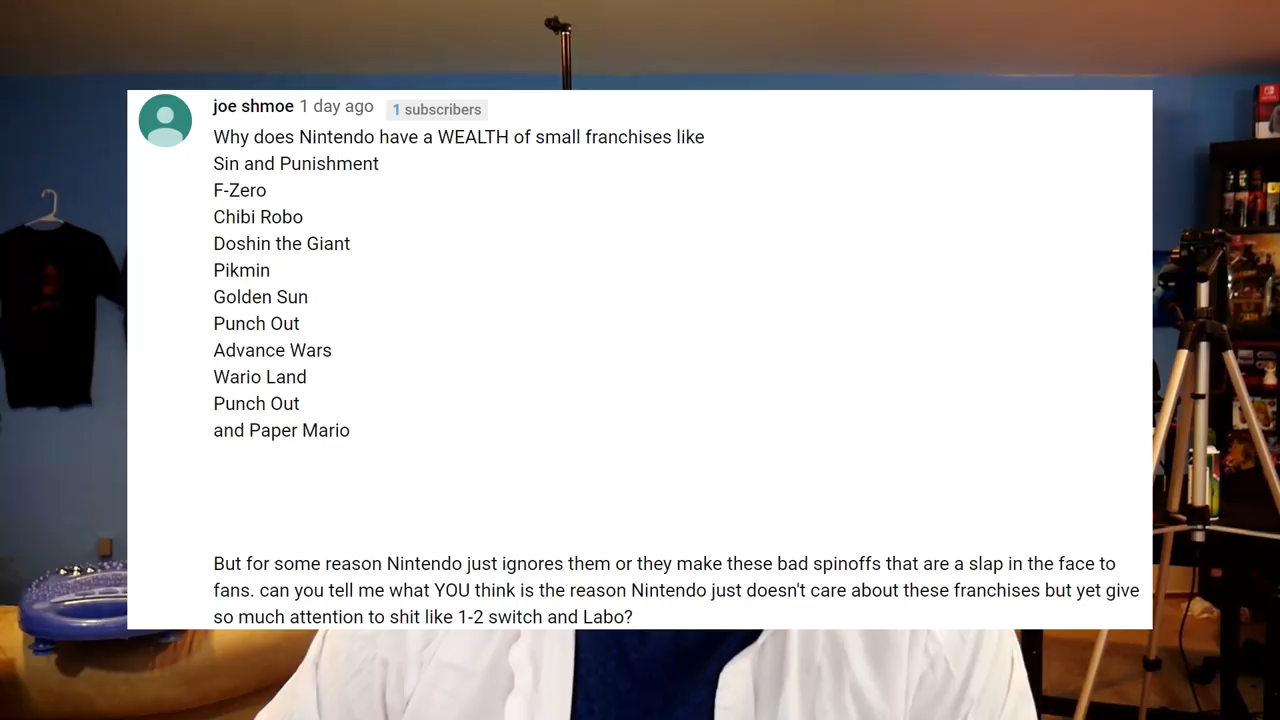 joe shmoe 1 day ago 1 subscribers
Why does Nintendo have a WEALTH of small franchises like
Sin and Punishment
F-Zero
Chibi Robo
Doshin the Giant
Pikmin
Golden Sun
Punch Out
Advance Wars
Wario Land
Punch Out
and Paper Mario
But for some reason Nintendo just ignores them or they make these bad spinoffs that are a slap in the face to
fans. can you tell me what YOU think is the reason Nintendo just doesn't care about these franchises but yet give
so much attention to shit like 1-2 switch and Labo?